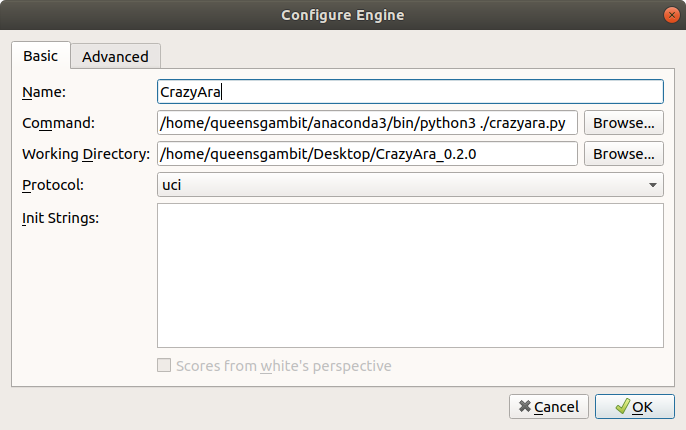 Configure Engine
Basic Advanced
Name: CrazyAra
Command: /home/queensgambit/anaconda3/bin/python3 ./crazyara.py Browse...
Working Directory: /home/queensgambit/Desktop/CrazyAra_0.2.0 Browse...
Protocol: uci
Init Strings:
Scores from white's perspective
Cancel OK